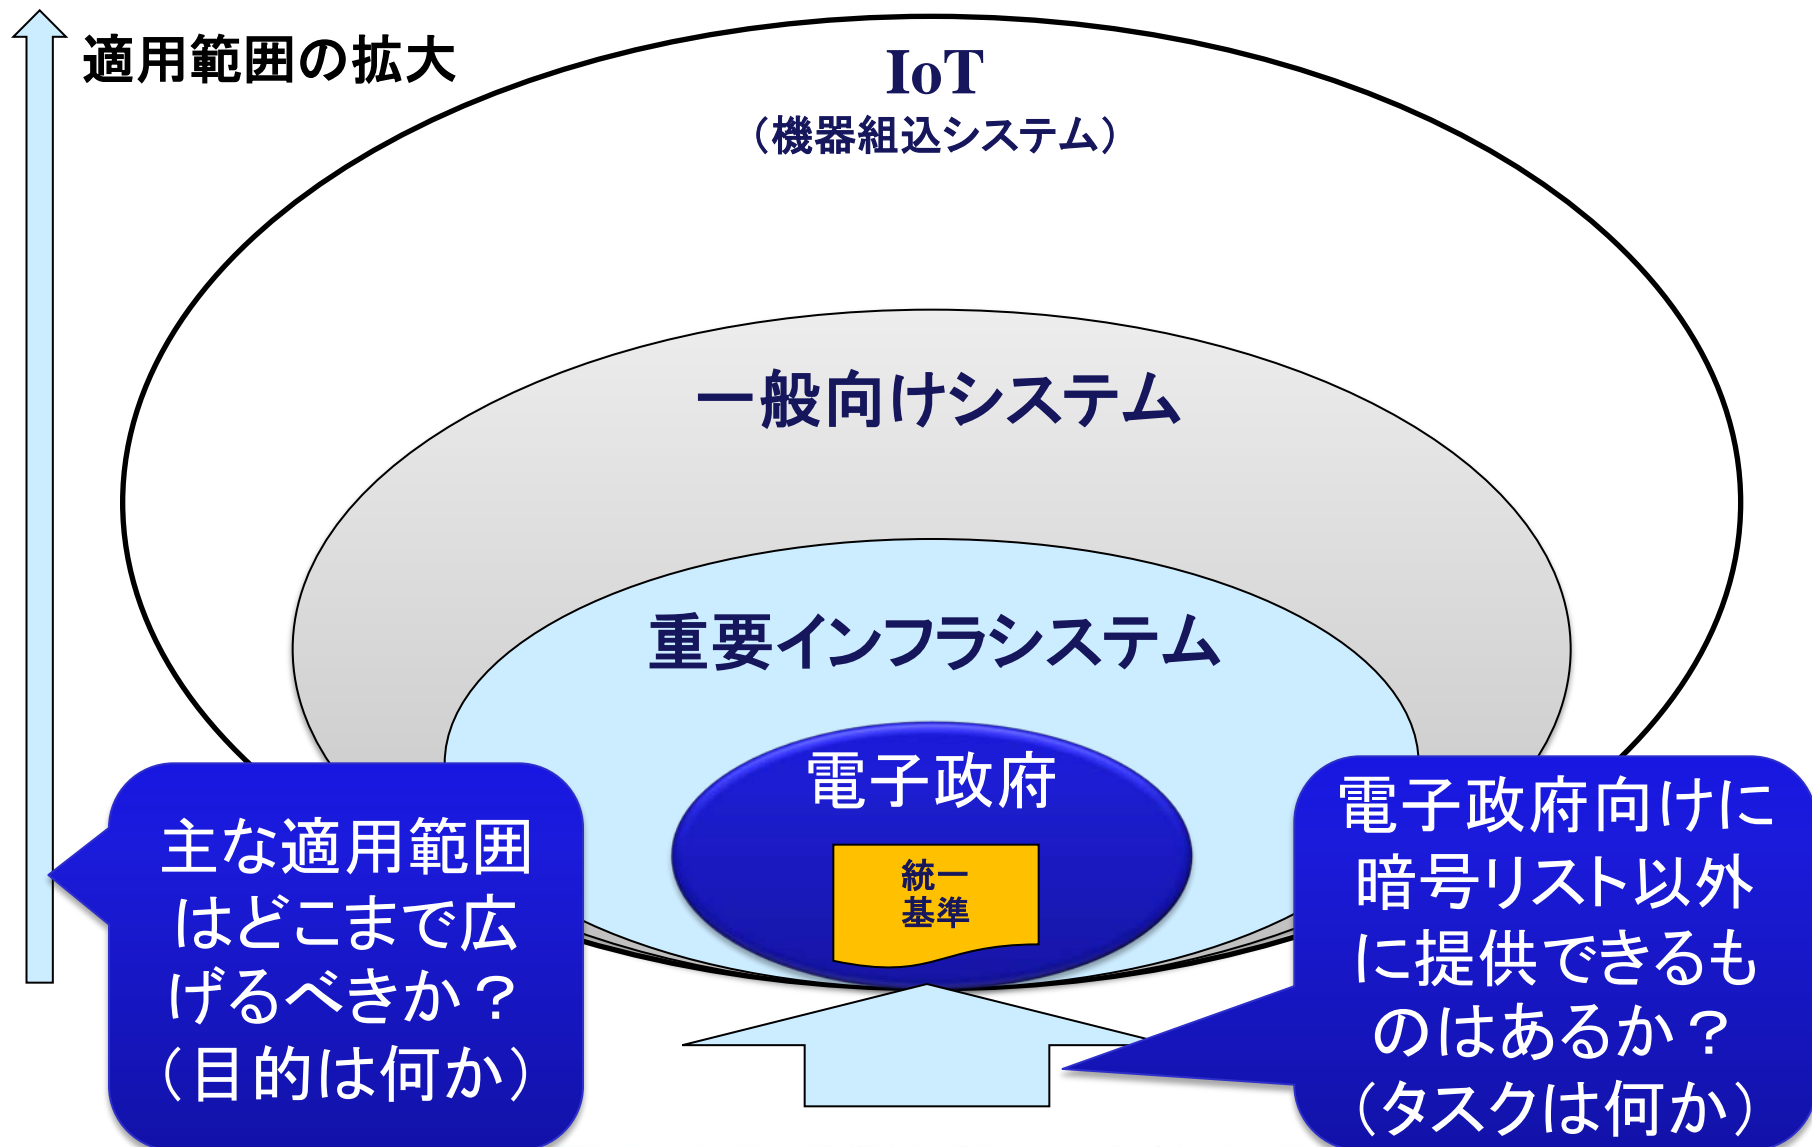 適用範囲の拡大
IoT
（機器組込システム）
一般向けシステム
重要インフラシステム
電子政府
統一
基準
主な適用範囲
はどこまで広
げるべきか？
（目的は何か）
電子政府向けに
暗号リスト以外
に提供できるも
のはあるか？
（タスクは何か）